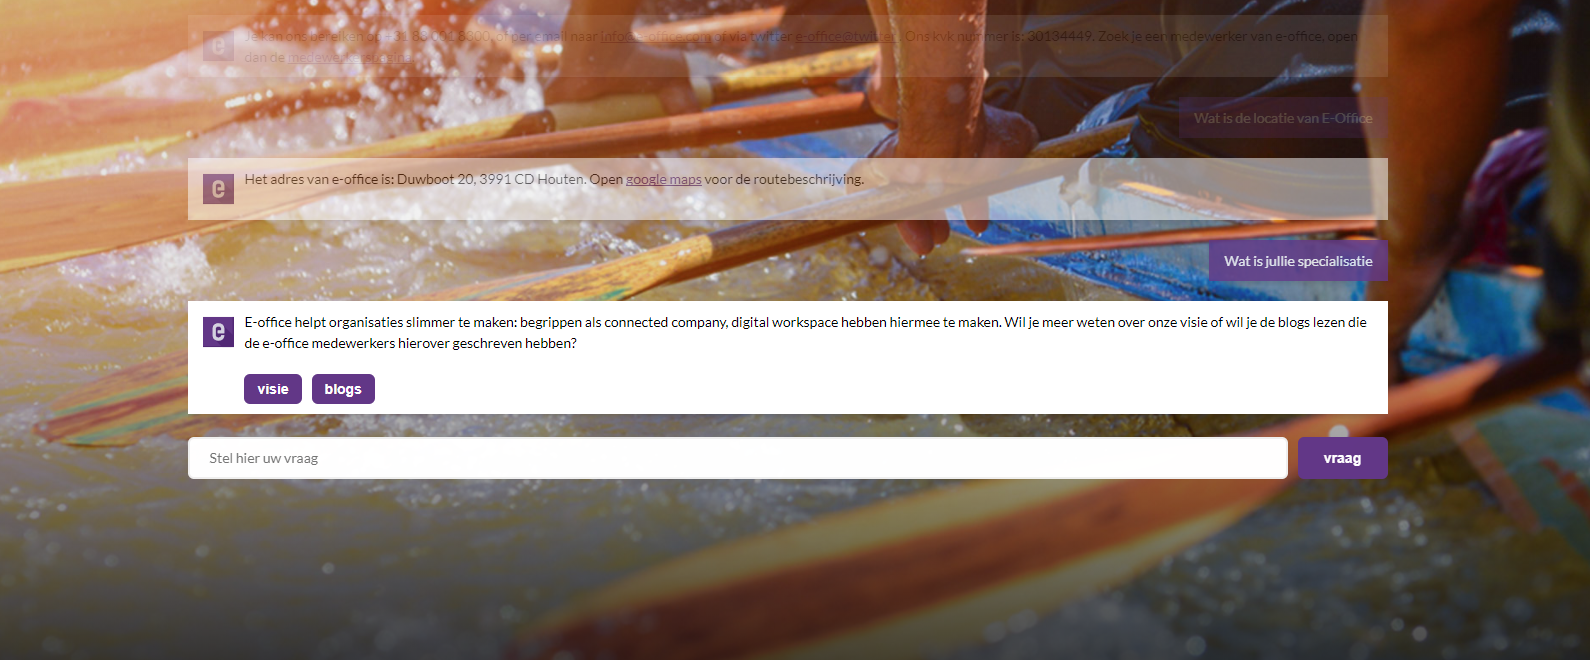 Je kan ons bereiken op +31 88 001 8300, of per email naar info@e-office.com of via twitter e-office@twitter. Ons kvk nummer is: 30134449. Zoek je een medewerker van e-office, open
dan de
Wat is de locatie van E-Office
e Het adres van e-office is: Duwboot 20, 3991 CD Houten. Open google maps voor de routebeschrijving.
Wat is jullie specialisatie
e E-office helpt organisaties slimmer te maken: begrippen als connected company, digital workspace hebben hiermee te maken. Wil je meer weten over onze visie of wil je de blogs lezen die
de e-office medewerkers hierover geschreven hebben?
visie blogs
Stel hier uw vraag vraag